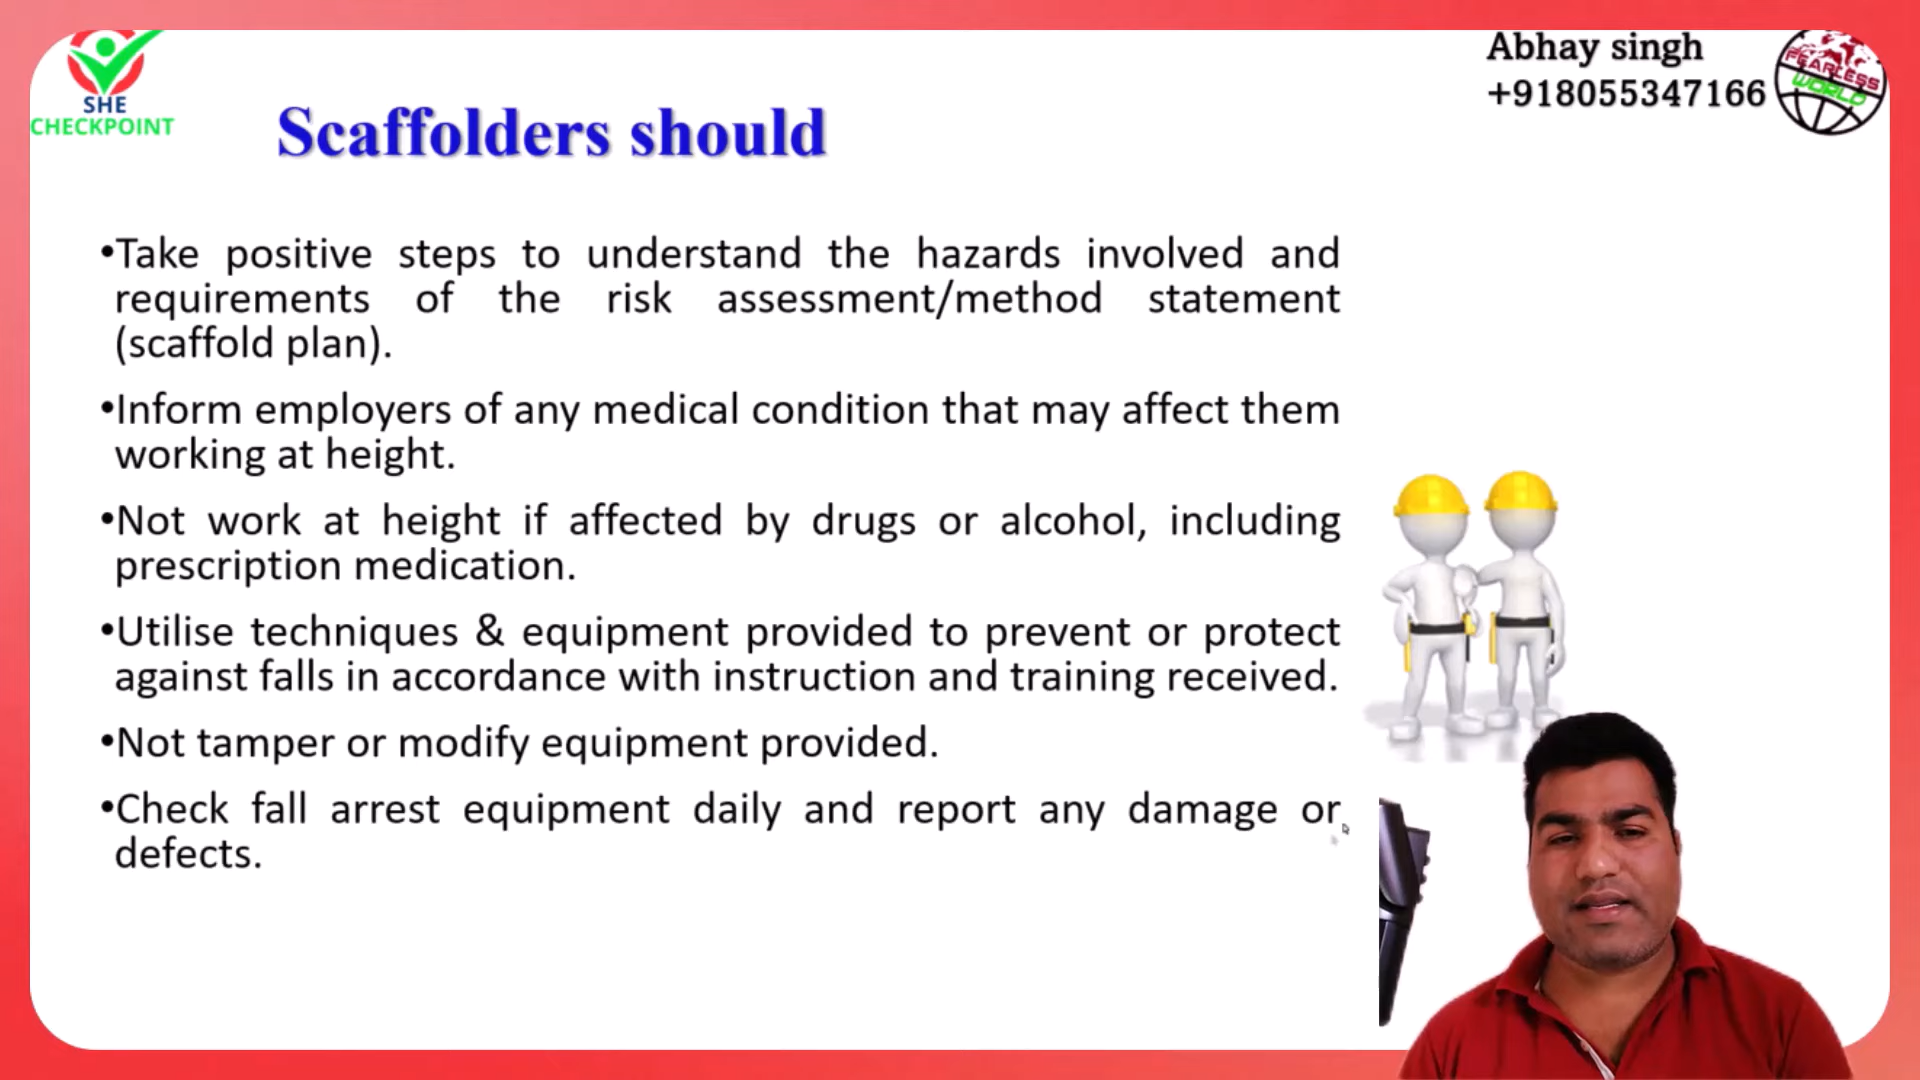 SHE
CHECKPOINT
Abhay singh
+918055347166
FEARLESS
WORLD
Scaffolders should
•Take positive steps to understand the hazards involved and
requirements of the risk assessment/method statement
(scaffold plan).
•Inform employers of any medical condition that may affect them
working at height.
•Not work at height if affected by drugs or alcohol, including
prescription medication.
•Utilise techniques & equipment provided to prevent or protect
against falls in accordance with instruction and training received.
•Not tamper or modify equipment provided.
•Check fall arrest equipment daily and report any damage or
defects.